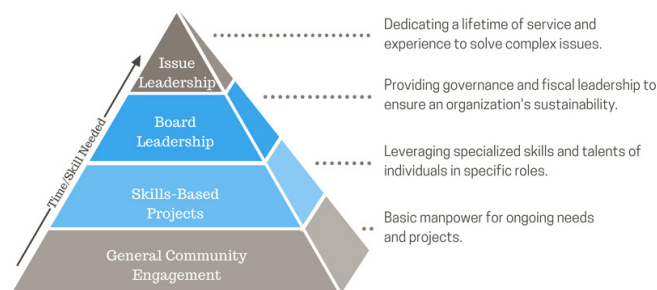 Dedicating a lifetime of service and
experience to solve complex issues.
Issue
Leadership
Providing governance and fiscal leadership to
ensure an organization's sustainability.
Board
Leadership
Time/Skill Needed
Leveraging specialized skills and talents of
individuals in specific roles.
Skills-Based
Projects
Basic manpower for ongoing needs
and projects.
General Community
Engagement